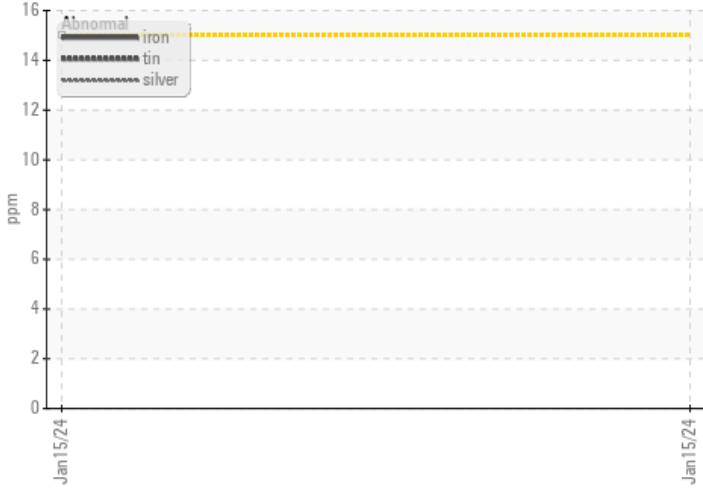 16
Abnormal
iron
14
tin
silver
12
10
8
ppm
6
4
2
0
Jan15/24
Jan15/24